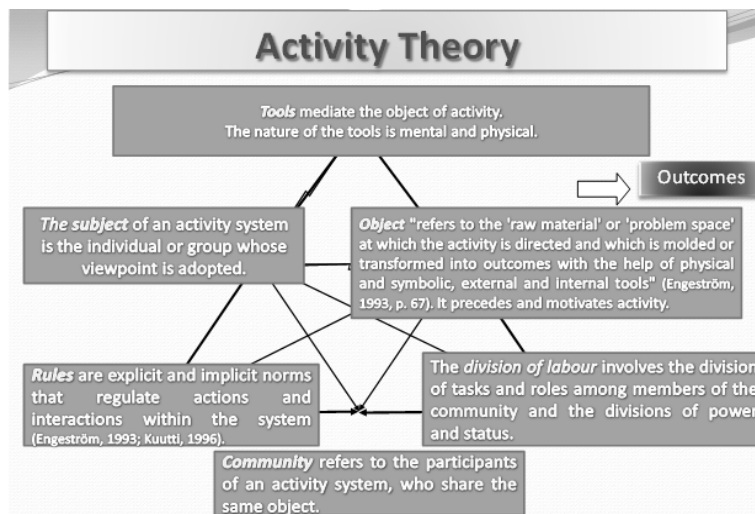 Activity Theory
Tools mediate the object of activity.
The nature of the tools is mental and physical.
Outcomes
The subject of an activity system
is the individual or group whose
viewpoint is adopted.
Object "refers to the 'raw material' or 'problem space'
at which the activity is directed and which is molded or
transformed into outcomes with the help of physical
and symbolic, external and internal tools" (Engeström,
1993, p. 67). It precedes and motivates activity.
Rules are explicit and implicit norms
that regulate actions and
interactions within the system
(Engeström, 1993; Kuutti, 1996).
The division of labour involves the division
of tasks and roles among members of the
community and the divisions of power
and status.
Community refers to the participants
of an activity system, who share the
same object.